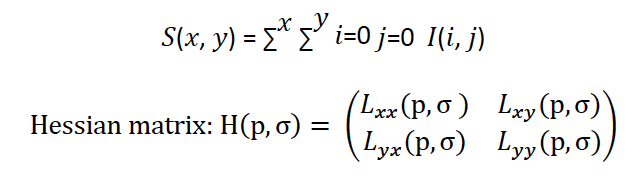 S(x, y) = ∑ˣ ∑ʸ i=0 j=0 I(i, j)
Hessian matrix: H(p, σ) = (Lxx(p, σ ) Lxy(p, σ)
Lyx(p, σ) Lyy(p, σ))